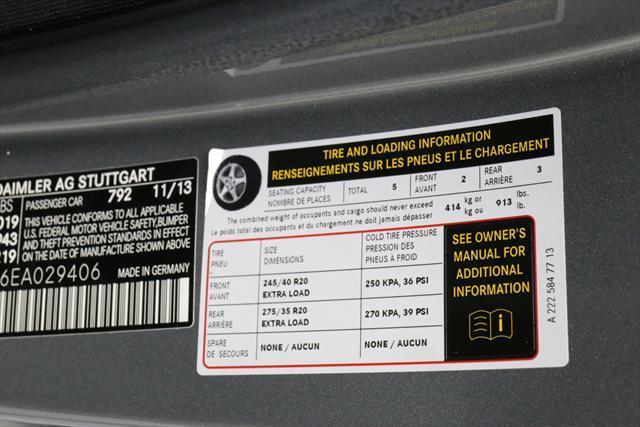 DAIMLER AG STUTTGART
PASSENGER CAR 792 11/13
THIS VEHICLE CONFORMS TO ALL APPLICABLE
U.S. FEDERAL MOTOR VEHICLE SAFETY, BUMPER
AND THEFT PREVENTION STANDARDS IN EFFECT
ON THE DATE OF MANUFACTURE SHOWN ABOVE
LBS
019
943
219
6EA029406 MADE IN GERMANY
TIRE AND LOADING INFORMATION
RENSEIGNEMENTS SUR LES PNEUS ET LE CHARGEMENT
SEATING CAPACITY
NOMBRE DE PLACES
TOTAL 5
FRONT
AVANT
2
REAR
ARRIÈRE
3
The combined weight of occupants and cargo should never exceed
Le poids total des occupants et du chargement ne doit jamais dépasser
414 kg or
kg ou
913 lbs.
lb.
TIRE
PNEU
SIZE
DIMENSIONS
COLD TIRE PRESSURE
PRESSION DES
PNEUS À FROID
FRONT
AVANT
245/40 R20
EXTRA LOAD
250 KPA, 36 PSI
REAR
ARRIÈRE
275/35 R20
EXTRA LOAD
270 KPA, 39 PSI
SPARE
DE SECOURS
NONE / AUCUN
NONE / AUCUN
SEE OWNER'S
MANUAL FOR
ADDITIONAL
INFORMATION
i
A 222 584 77 13